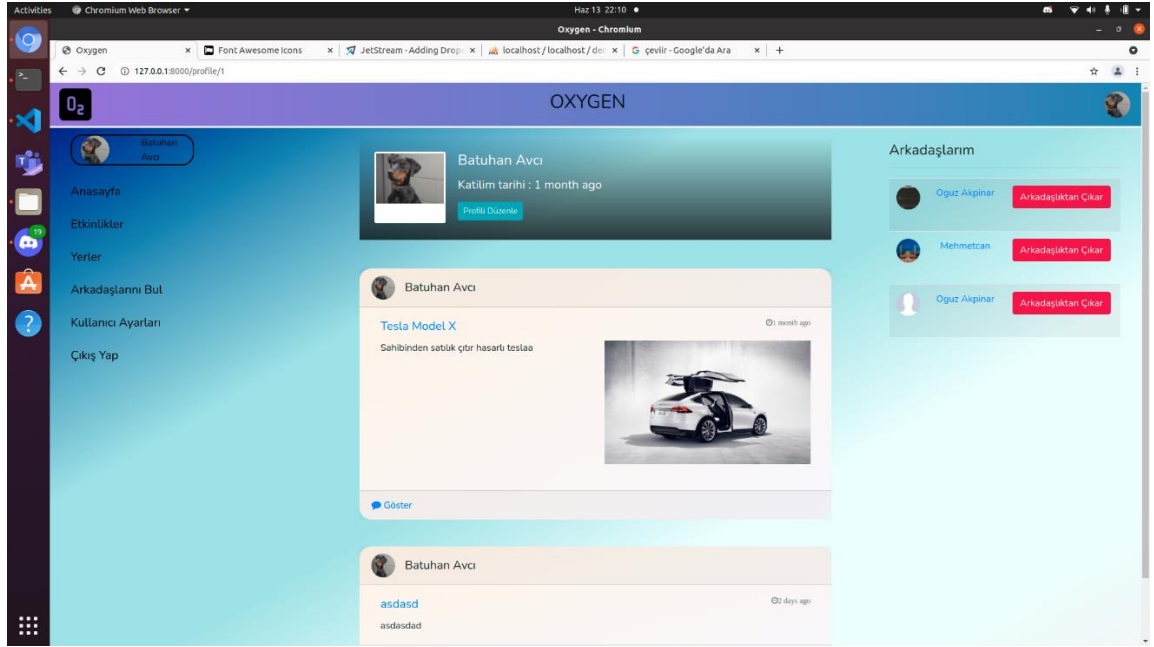 Activities
Chromium Web Browser
Haz 13 22:10
Oxygen - Chromium
Oxygen
Font Awesome Icons
JetStream - Adding Drop
localhost / localhost / de
çeviir - Google'da Ara
127.0.0.1:8000/profile/1
O2
OXYGEN
Batuhan
Avcı
Anasayfa
Etkinlikler
Yerler
Arkadaşlarını Bul
Kullanıcı Ayarları
Çıkış Yap
Batuhan Avcı
Katilim tarihi : 1 month ago
Profili Düzenle
Batuhan Avcı
Tesla Model X
1 month ago
Sahibinden satılık çıtır hasarlı teslaa
Göster
Batuhan Avcı
asdasd
2 days ago
asdasdad
Arkadaşlarım
Oguz Akpinar
Arkadaşlıktan Çıkar
Mehmetcan
Arkadaşlıktan Çıkar
Oguz Akpinar
Arkadaşlıktan Çıkar
19